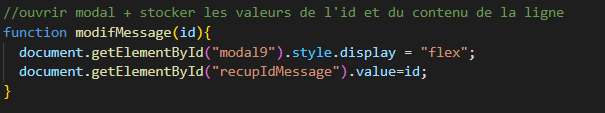 //ouvrir modal + stocker les valeurs de l'id et du contenu de la ligne
function modifMessage(id){
  document.getElementById("modal9").style.display = "flex";
  document.getElementById("recupIdMessage").value=id;
}